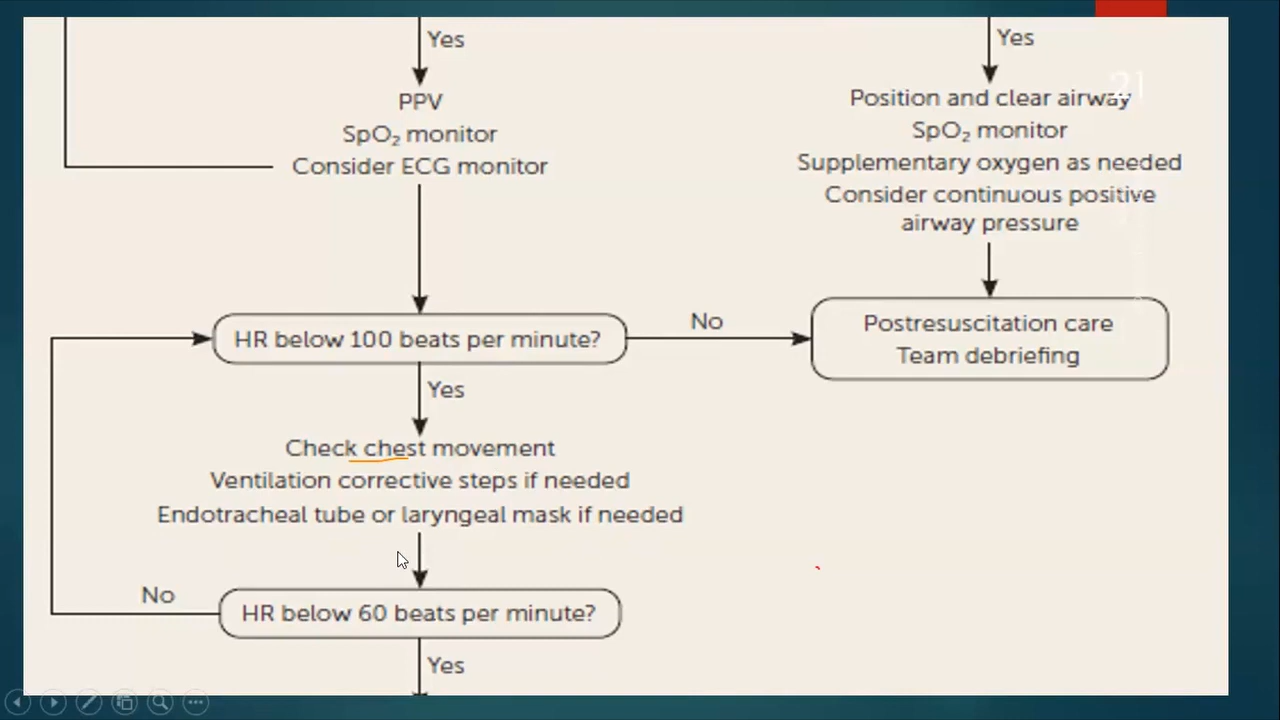 Yes
PPV
SpO₂ monitor
Consider ECG monitor
Yes
21
Position and clear airway
SpO₂ monitor
Supplementary oxygen as needed
Consider continuous positive
airway pressure
HR below 100 beats per minute?
No
Postresuscitation care
Team debriefing
Yes
Check chest movement
Ventilation corrective steps if needed
Endotracheal tube or laryngeal mask if needed
No
HR below 60 beats per minute?
Yes